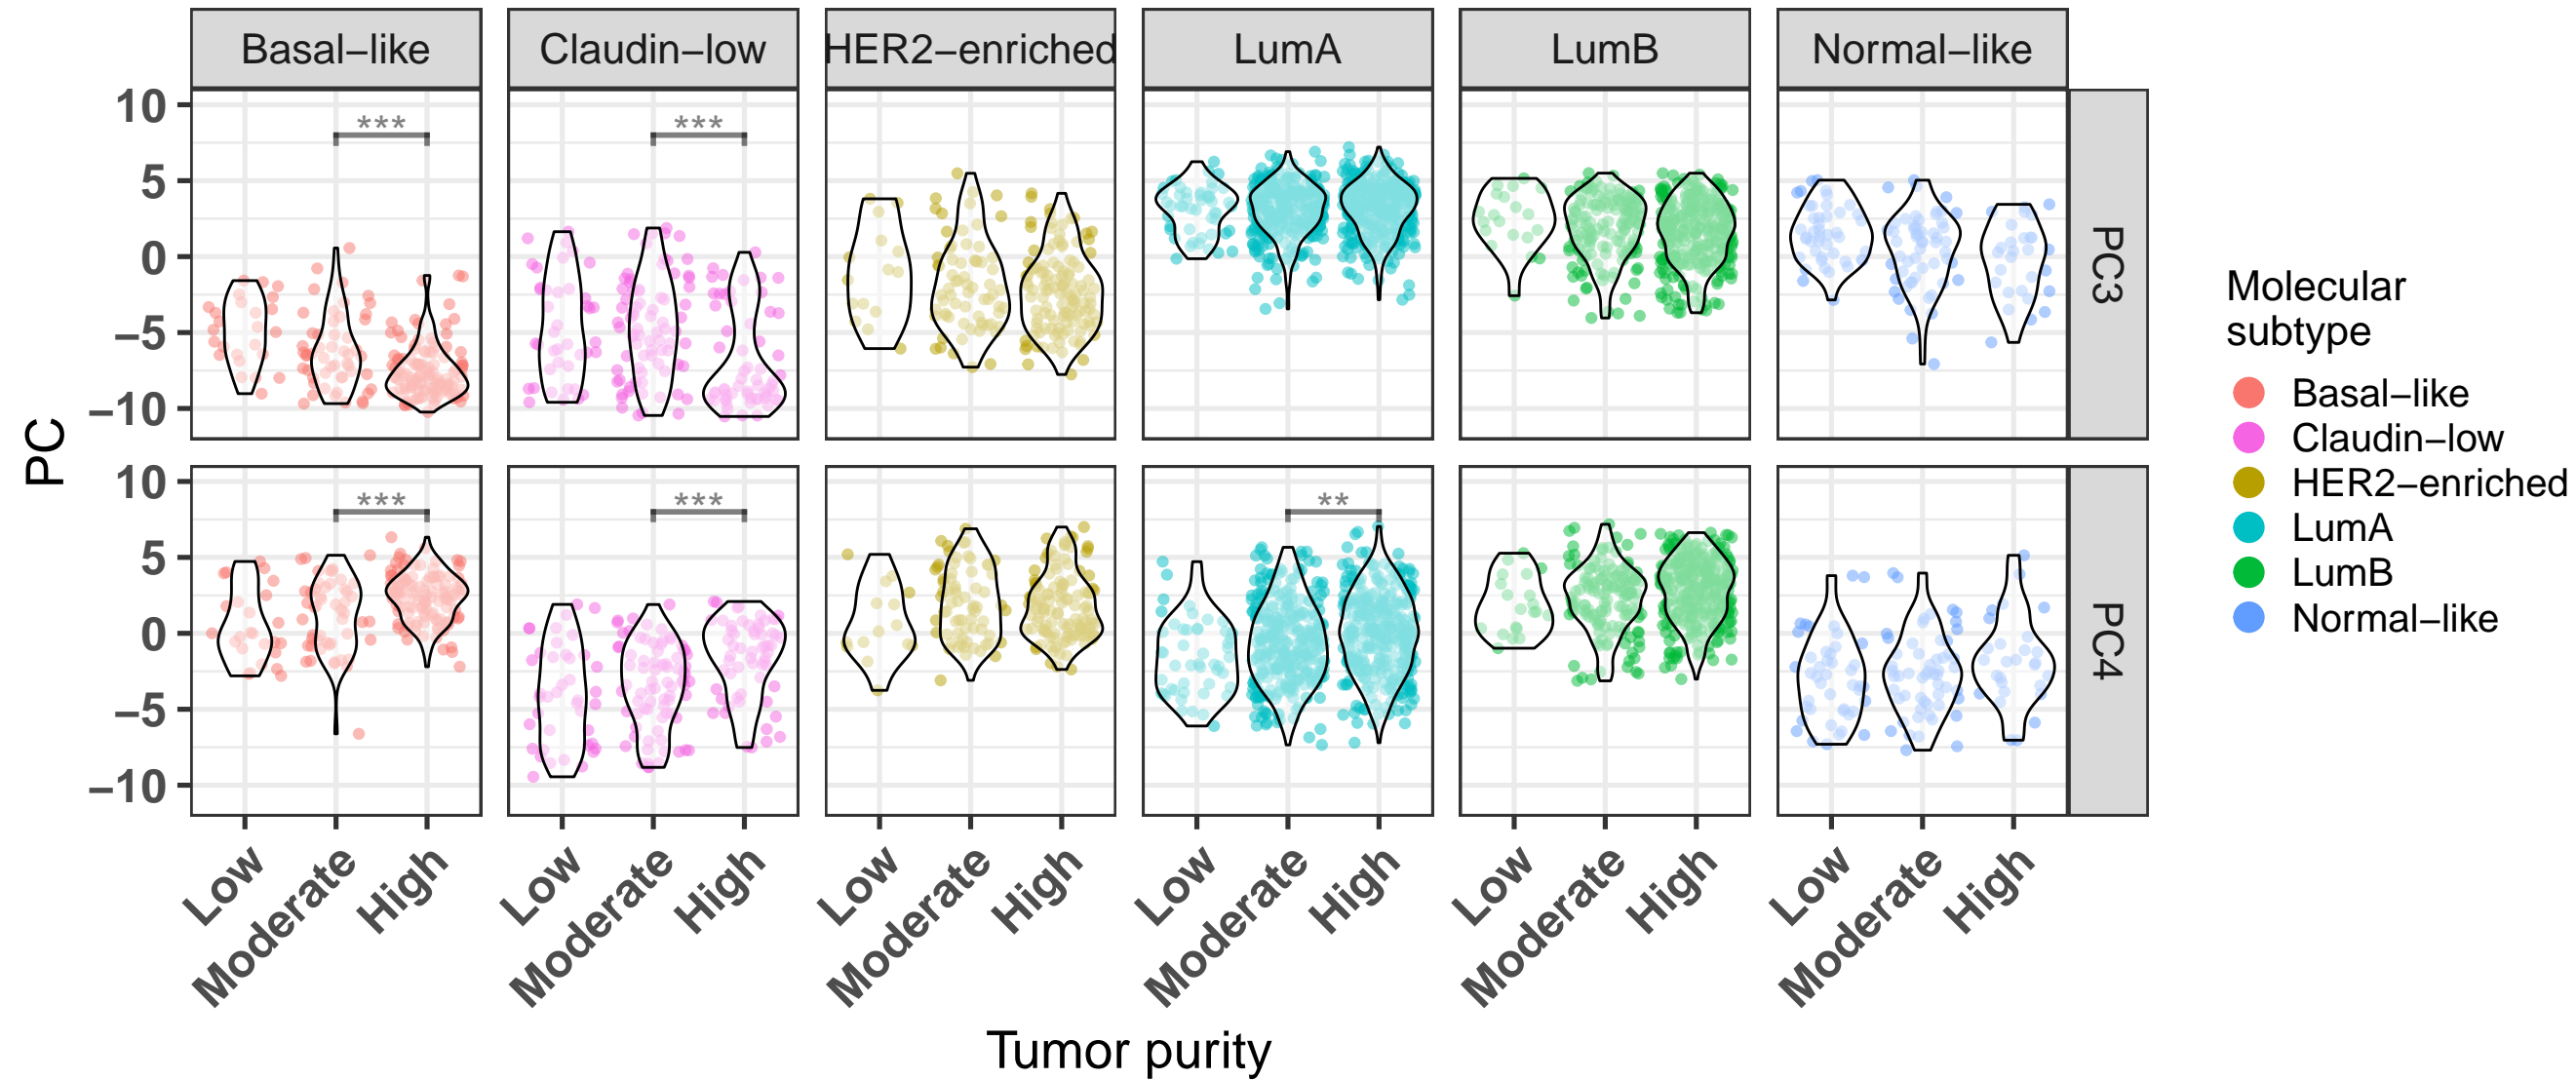 Basal−like Claudin−low HER2−enriched LumA LumB Normal−like
10 *** ***
5
0
−5
−10
PC3
PC
10 *** *** **
5
0
−5
−10
PC4
Low Moderate High Low Moderate High Low Moderate High Low Moderate High Low Moderate High Low Moderate High
Tumor purity
Molecular
subtype
Basal−like
Claudin−low
HER2−enriched
LumA
LumB
Normal−like